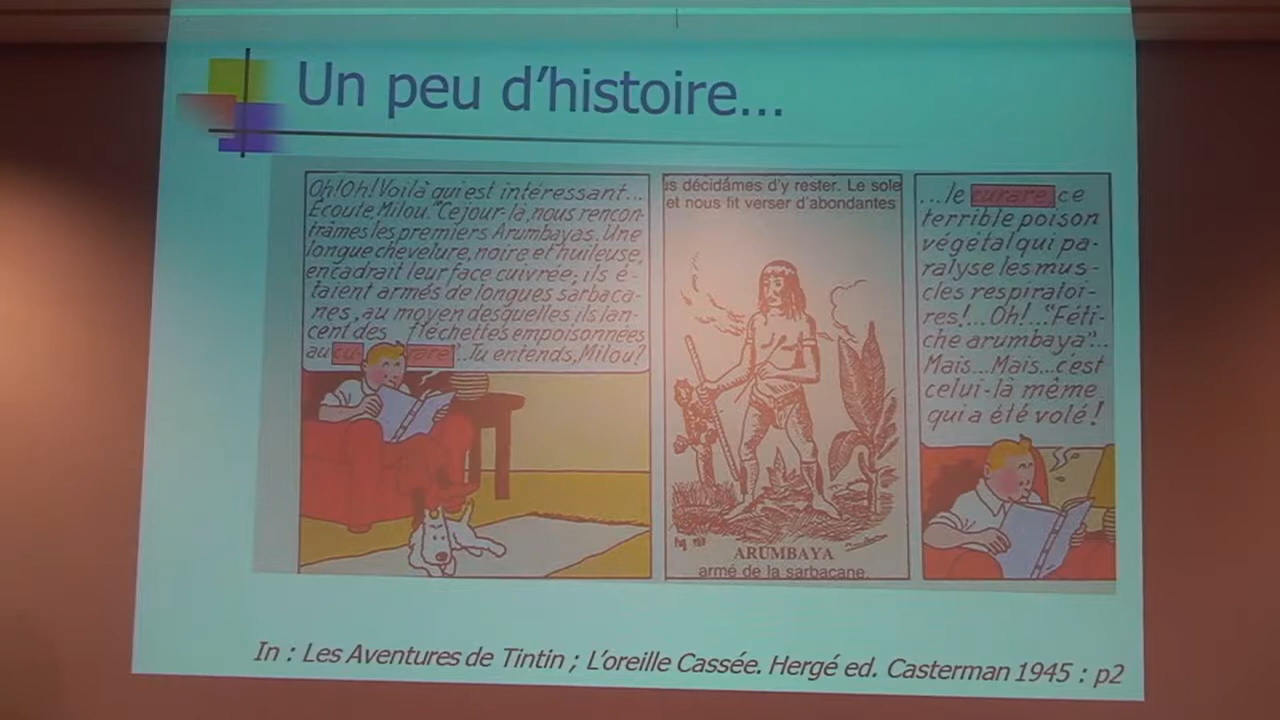 Un peu d'histoire...
Oh! Oh! Voilà qui est intéressant...
Écoute Milou. "Ce jour-là, nous rencon-
trâmes les premiers Arumbayas. Une
longue chevelure, noire et huileuse,
encadrait leur face cuivrée; ils é-
taient armés de longues sarbaca-
nes, au moyen desquelles ils lan-
cent des fléchettes empoisonnées
au cu- rare"... Tu entends, Milou?
us décidâmes d'y rester. Le sole
et nous fit verser d'abondantes
ARUMBAYA
armé de la sarbacane.
...le curare, ce
terrible poison
végétal qui pa-
ralyse les mus-
cles respiratoi-
res!... Oh!... "Féti-
che arumbaya"...
Mais... Mais... c'est
celui-là même
qui a été volé!
In : Les Aventures de Tintin ; L'oreille Cassée. Hergé ed. Casterman 1945 : p2